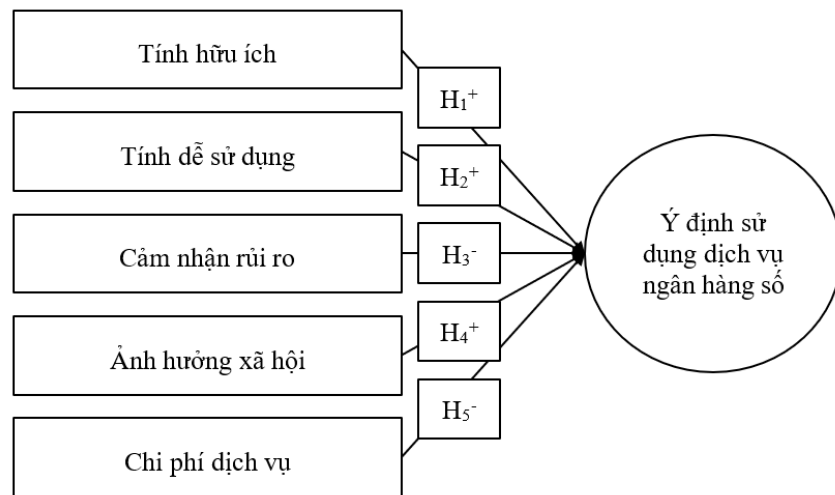 Tính hữu ích
H₁⁺
Tính dễ sử dụng
H₂⁺
Cảm nhận rủi ro
H₃⁻
Ảnh hưởng xã hội
H₄⁺
Chi phí dịch vụ
H₅⁻
Ý định sử
dụng dịch vụ
ngân hàng số